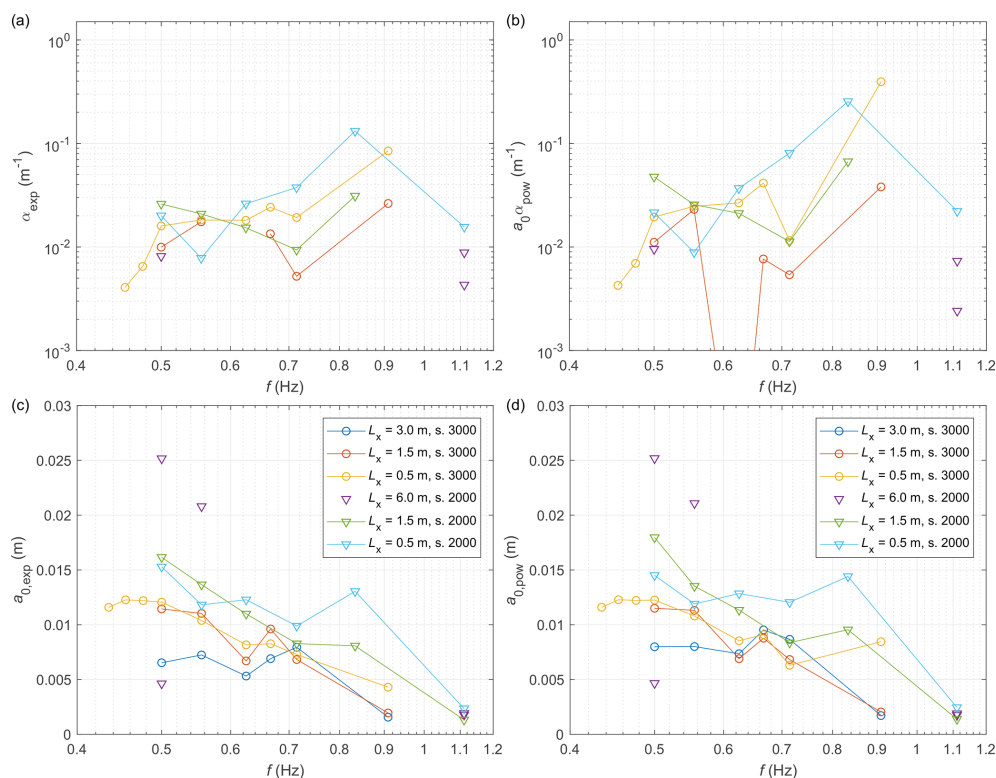 (a)
10⁰
10⁻¹
10⁻²
10⁻³
α_exp (m⁻¹)
0.4 0.5 0.6 0.7 0.8 0.9 1 1.1 1.2
f (Hz)
(b)
10⁰
10⁻¹
10⁻²
10⁻³
a₀ α_pow (m⁻¹)
0.4 0.5 0.6 0.7 0.8 0.9 1 1.1 1.2
f (Hz)
(c)
0.03
0.025
0.02
0.015
0.01
0.005
0
a_0,exp (m)
L_x = 3.0 m, s. 3000
L_x = 1.5 m, s. 3000
L_x = 0.5 m, s. 3000
L_x = 6.0 m, s. 2000
L_x = 1.5 m, s. 2000
L_x = 0.5 m, s. 2000
0.4 0.5 0.6 0.7 0.8 0.9 1 1.1 1.2
f (Hz)
(d)
0.03
0.025
0.02
0.015
0.01
0.005
0
a_0,pow (m)
L_x = 3.0 m, s. 3000
L_x = 1.5 m, s. 3000
L_x = 0.5 m, s. 3000
L_x = 6.0 m, s. 2000
L_x = 1.5 m, s. 2000
L_x = 0.5 m, s. 2000
0.4 0.5 0.6 0.7 0.8 0.9 1 1.1 1.2
f (Hz)